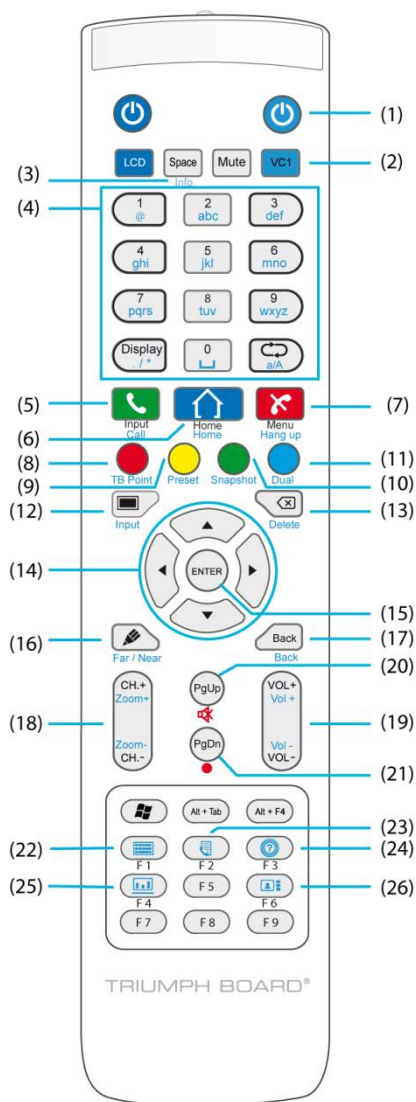 (1)
LCD Space Mute VC1 (2)
(3) Info
(4) 1 2 3
@ abc def
4 5 6
ghi jkl mno
7 8 9
pqrs tuv wxyz
Display 0
. / * a/A
(5) (7)
Input Home Menu
(6) Call Home Hang up
(8) (11)
TB Point Preset Snapshot Dual
(9) (10)
(12) (13)
Input Delete
(14) ENTER
(15)
(16) Back (17)
Far / Near Back
(20)
CH.+ PgUp VOL+
Zoom+ Vol +
(18) (19)
Zoom- PgDn Vol -
CH.- VOL-
(21)
Alt + Tab Alt + F4
(23)
(22) (24)
F 1 F 2 F 3
(25) F 5 (26)
F 4 F 6
F 7 F 8 F 9
TRIUMPH BOARD®